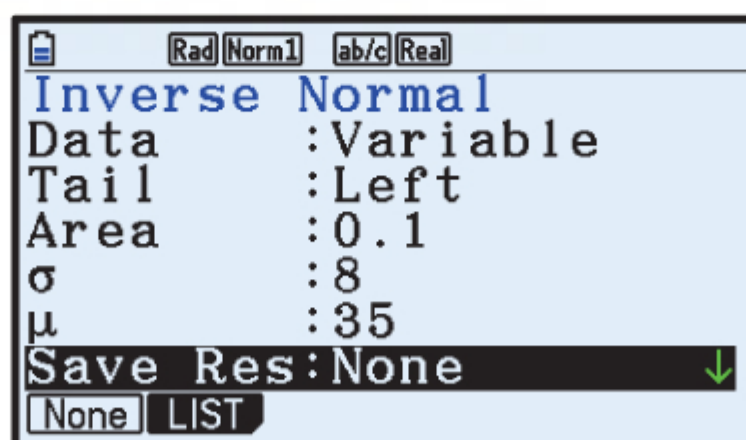 Rad Norm1 ab/c Real
Inverse Normal
Data :Variable
Tail :Left
Area :0.1
σ :8
μ :35
Save Res:None ↓
None LIST